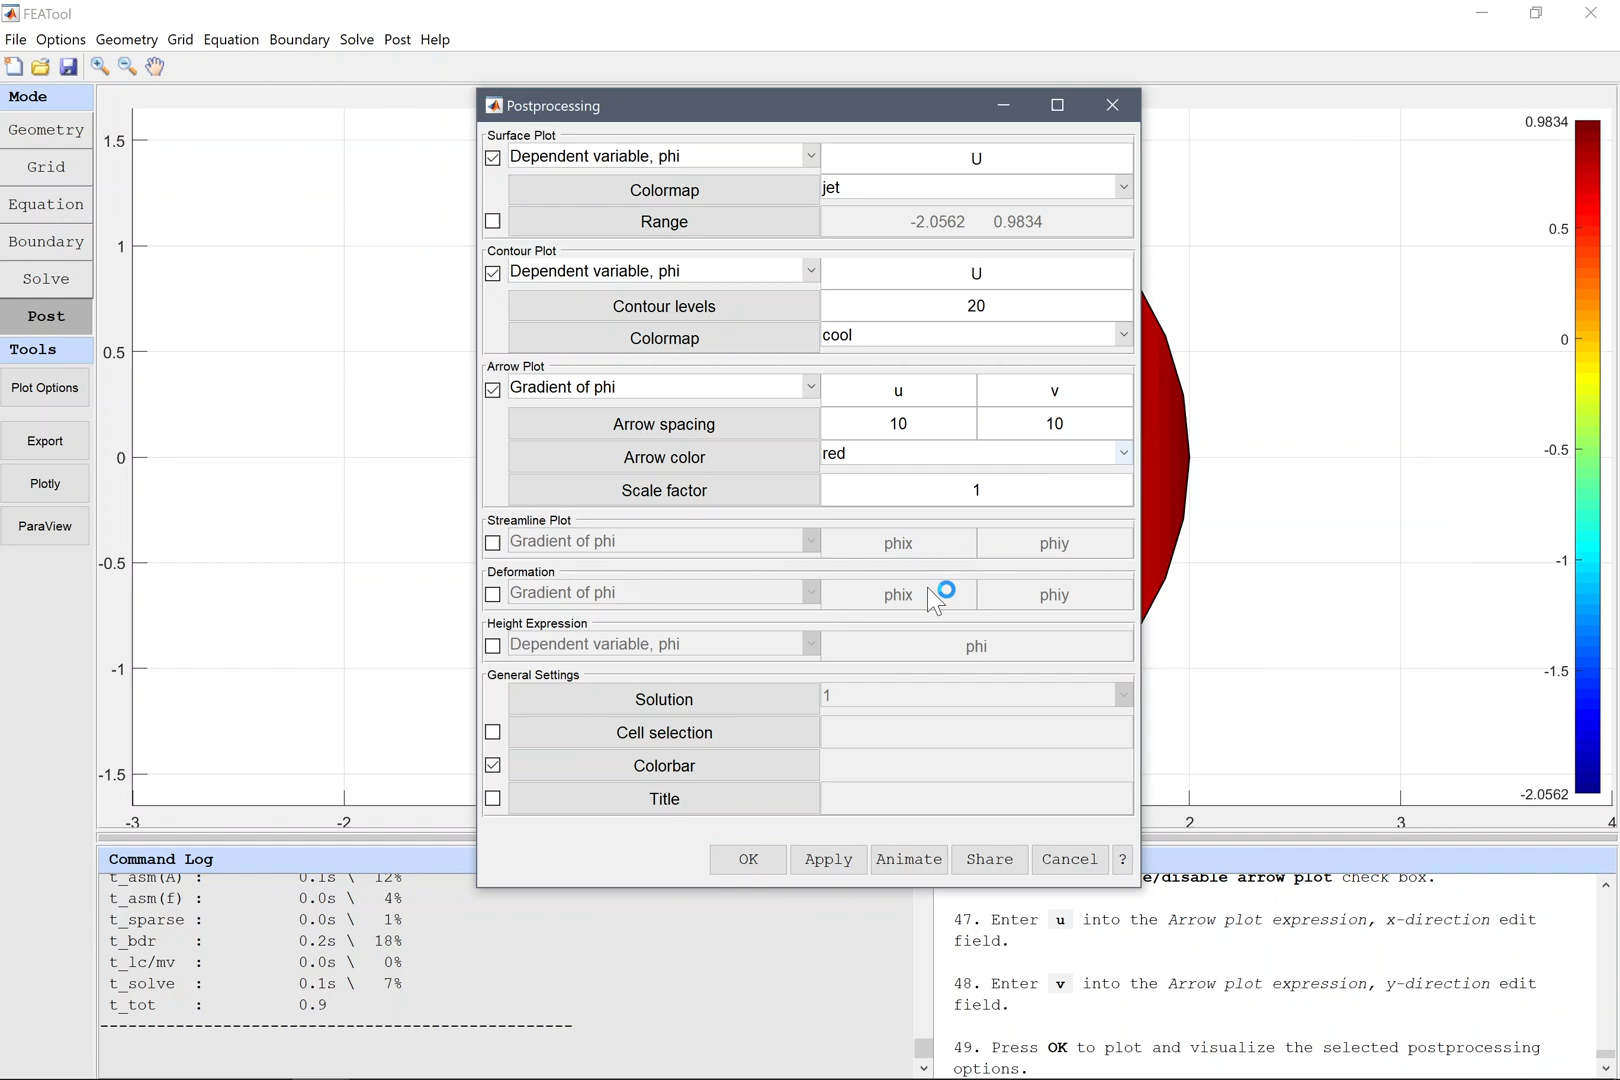 FEATool
File Options Geometry Grid Equation Boundary Solve Post Help
Mode
Geometry
Grid
Equation
Boundary
Solve
Post
Tools
Plot Options
Export
Plotly
ParaView
1.5
1
0.5
0
-0.5
-1
-1.5
-3
-2
2
3
4
Postprocessing
Surface Plot
Dependent variable, phi U
Colormap jet
Range -2.0562 0.9834
Contour Plot
Dependent variable, phi U
Contour levels 20
Colormap cool
Arrow Plot
Gradient of phi u v
Arrow spacing 10 10
Arrow color red
Scale factor 1
Streamline Plot
Gradient of phi phix phiy
Deformation
Gradient of phi phix phiy
Height Expression
Dependent variable, phi phi
General Settings
Solution 1
Cell selection
Colorbar
Title
OK Apply Animate Share Cancel ?
0.9834
0.5
0
-0.5
-1
-1.5
-2.0562
Command Log
t_asm(A) : 0.1s \ 12%
t_asm(f) : 0.0s \ 4%
t_sparse : 0.0s \ 1%
t_bdr : 0.2s \ 18%
t_lc/mv : 0.0s \ 0%
t_solve : 0.1s \ 7%
t_tot : 0.9
--------------------------------------------
e/disable arrow plot check box.
47. Enter u into the Arrow plot expression, x-direction edit
field.
48. Enter v into the Arrow plot expression, y-direction edit
field.
49. Press OK to plot and visualize the selected postprocessing
options.